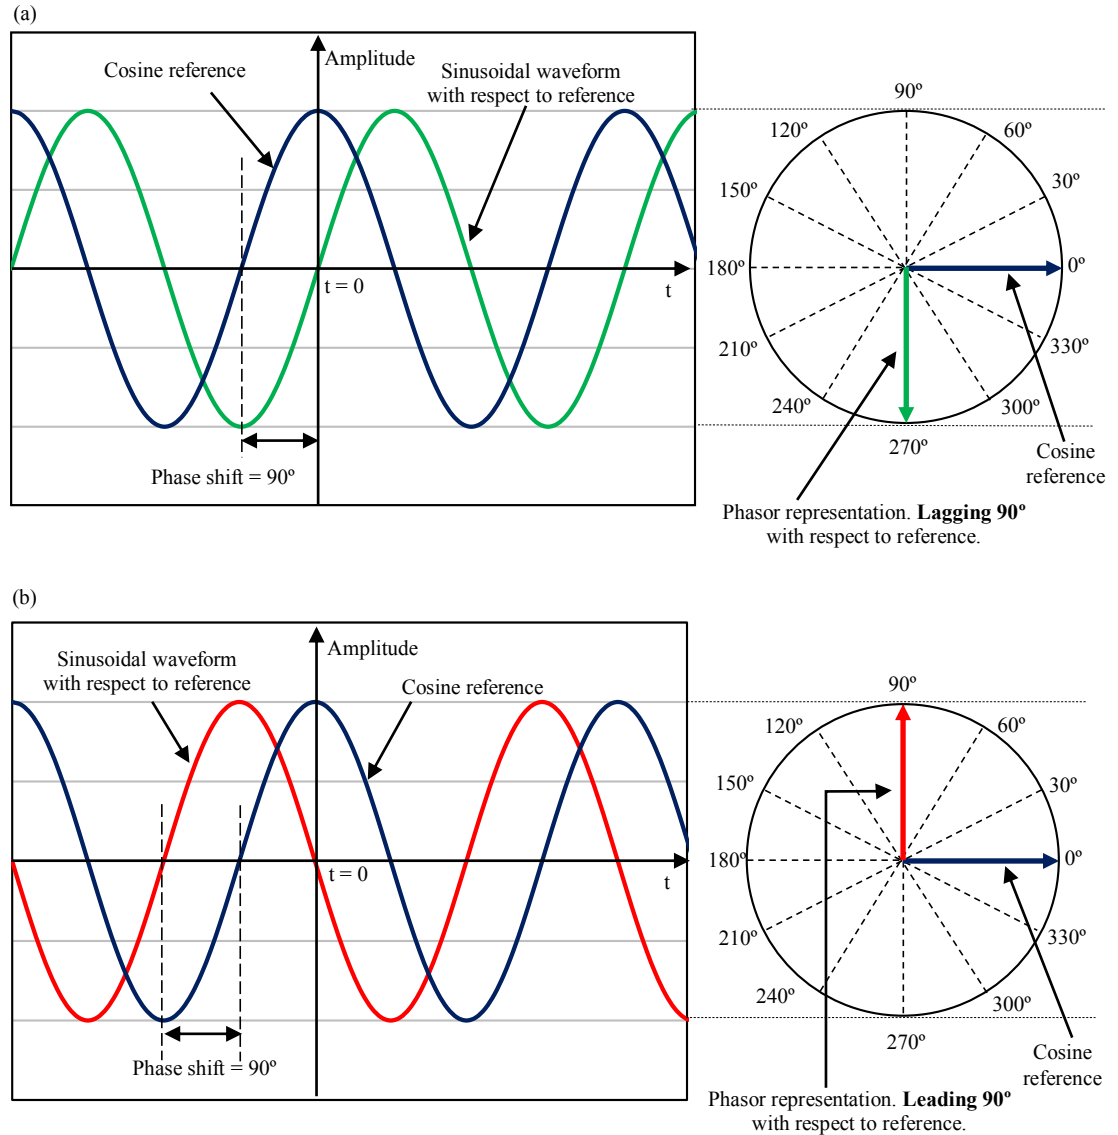 (a)
Amplitude
Cosine reference
Sinusoidal waveform
with respect to reference
t = 0
t
Phase shift = 90º
90º
120º
60º
150º
30º
180º
0º
210º
330º
240º
300º
270º
Cosine
reference
Phasor representation. Lagging 90º
with respect to reference.
(b)
Amplitude
Sinusoidal waveform
with respect to reference
Cosine reference
t = 0
t
Phase shift = 90º
90º
120º
60º
150º
30º
180º
0º
210º
330º
240º
300º
270º
Cosine
reference
Phasor representation. Leading 90º
with respect to reference.